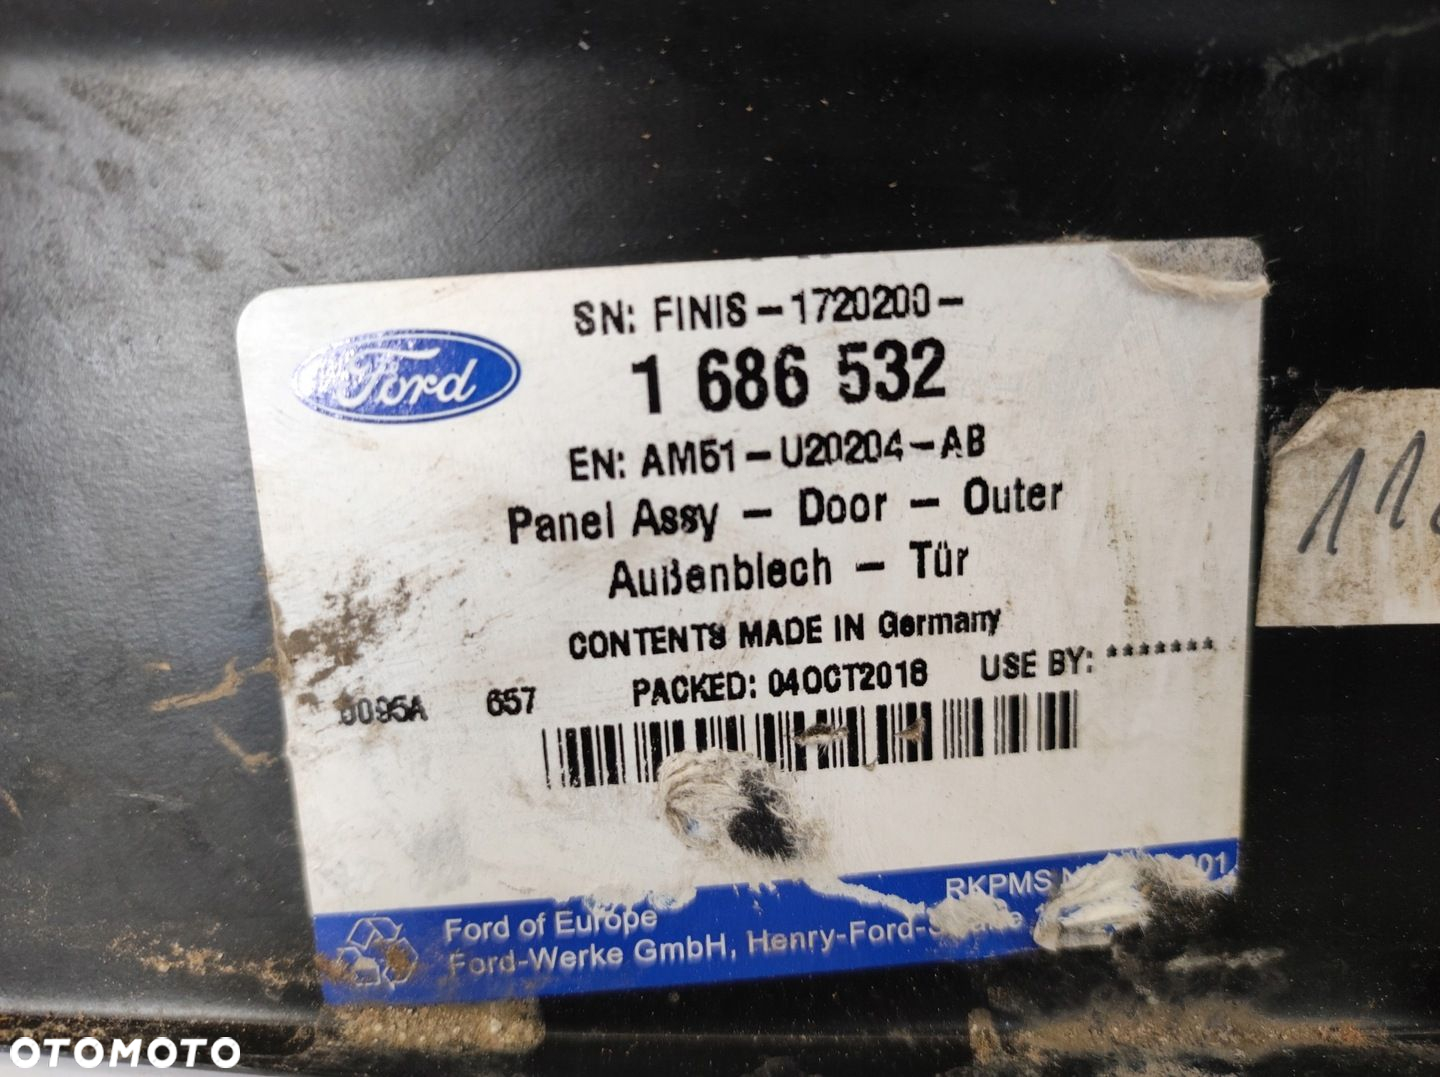 SN: FINIS-1720200-
Ford
1 686 532
EN: AM51-U20204-AB
Panel Assy - Door - Outer
Außenblech - Tür
CONTENTS MADE IN Germany
PACKED: 04OCT2018 USE BY: *******
0095A 657
RKPMS
Ford of Europe
Ford-Werke GmbH, Henry-Ford-
11
OTOMOTO